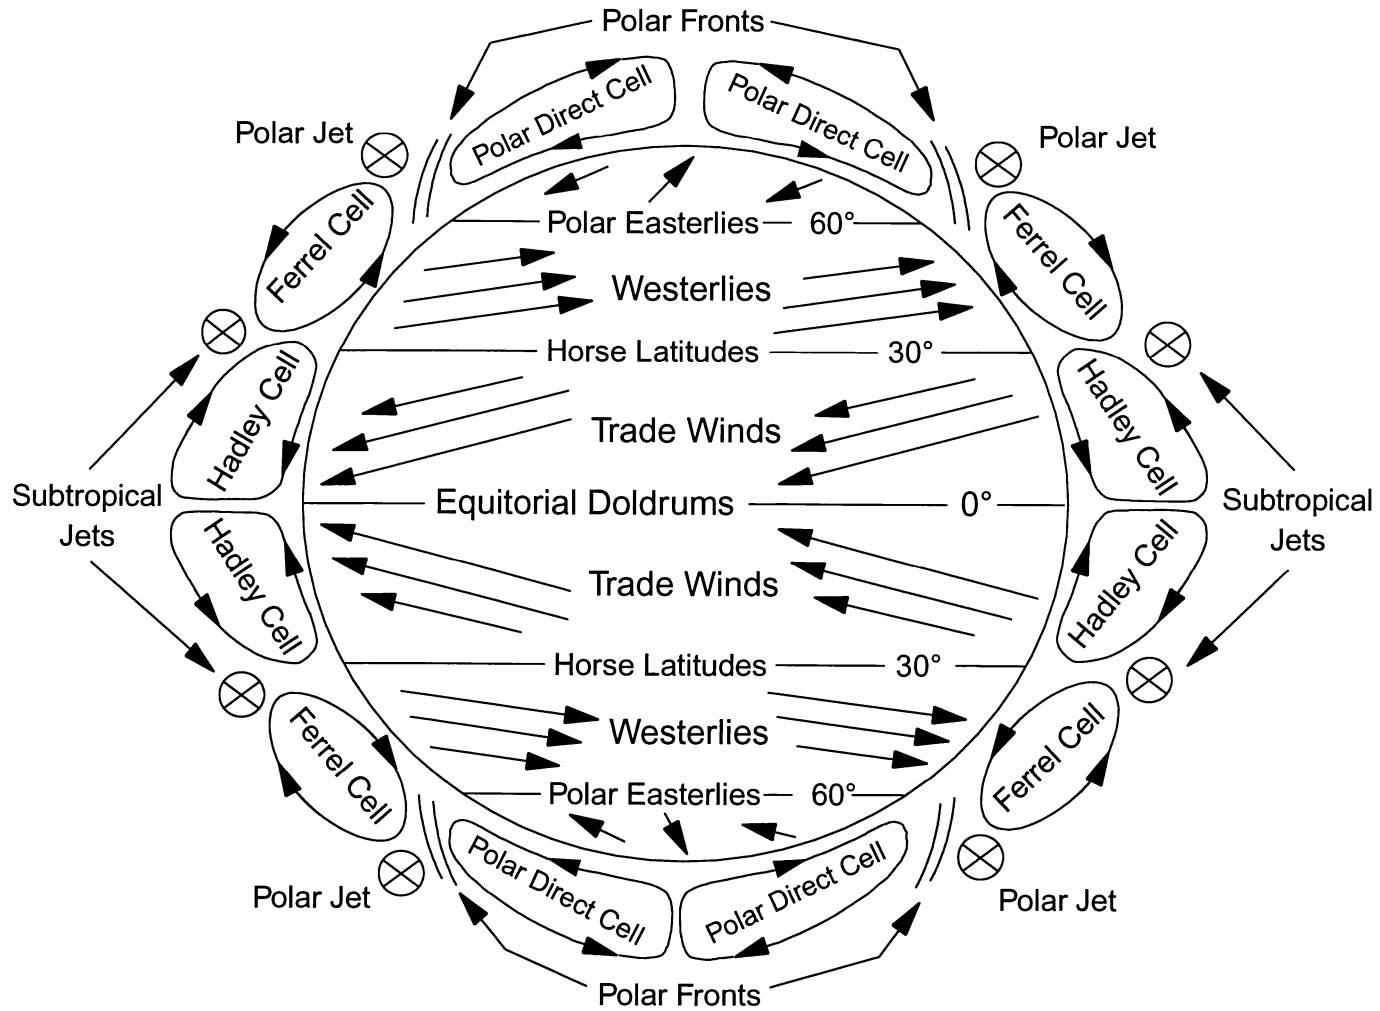 Polar Fronts
Polar Direct Cell
Polar Direct Cell
Polar Jet
Polar Jet
Ferrel Cell
Polar Easterlies 60°
Ferrel Cell
Westerlies
Horse Latitudes 30°
Hadley Cell
Trade Winds
Hadley Cell
Subtropical
Jets
Equitorial Doldrums 0°
Subtropical
Jets
Hadley Cell
Trade Winds
Hadley Cell
Horse Latitudes 30°
Ferrel Cell
Westerlies
Ferrel Cell
Polar Easterlies 60°
Polar Direct Cell
Polar Direct Cell
Polar Jet
Polar Jet
Polar Fronts